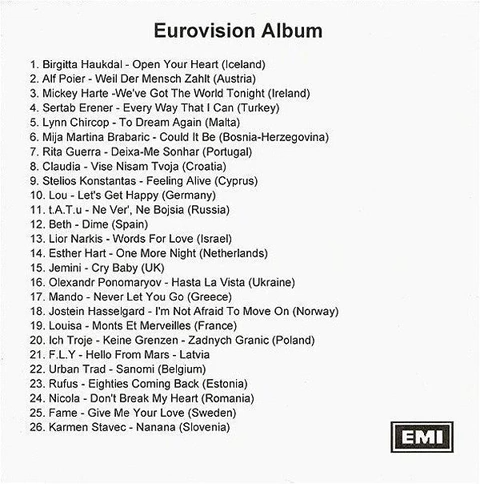 Eurovision Album
1. Birgitta Haukdal - Open Your Heart (Iceland)
2. Alf Poier - Weil Der Mensch Zahlt (Austria)
3. Mickey Harte -We've Got The World Tonight (Ireland)
4. Sertab Erener - Every Way That I Can (Turkey)
5. Lynn Chircop - To Dream Again (Malta)
6. Mija Martina Brabaric - Could It Be (Bosnia-Herzegovina)
7. Rita Guerra - Deixa-Me Sonhar (Portugal)
8. Claudia - Vise Nisam Tvoja (Croatia)
9. Stelios Konstantas - Feeling Alive (Cyprus)
10. Lou - Let's Get Happy (Germany)
11. t.A.T.u - Ne Ver', Ne Bojsia (Russia)
12. Beth - Dime (Spain)
13. Lior Narkis - Words For Love (Israel)
14. Esther Hart - One More Night (Netherlands)
15. Jemini - Cry Baby (UK)
16. Olexandr Ponomaryov - Hasta La Vista (Ukraine)
17. Mando - Never Let You Go (Greece)
18. Jostein Hasselgard - I'm Not Afraid To Move On (Norway)
19. Louisa - Monts Et Merveilles (France)
20. Ich Troje - Keine Grenzen - Zadnych Granic (Poland)
21. F.L.Y - Hello From Mars - Latvia
22. Urban Trad - Sanomi (Belgium)
23. Rufus - Eighties Coming Back (Estonia)
24. Nicola - Don't Break My Heart (Romania)
25. Fame - Give Me Your Love (Sweden)
26. Karmen Stavec - Nanana (Slovenia)
EMI